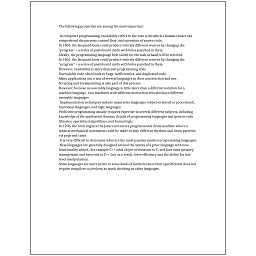 The following properties are among the most important:
In computer programming, readability refers to the ease with which a human reader can
comprehend the purpose, control flow, and operation of source code.
In 1801, the Jacquard loom could produce entirely different weaves by changing the
"program" – a series of pasteboard cards with holes punched in them.
Ideally, the programming language best suited for the task at hand will be selected.
In 1801, the Jacquard loom could produce entirely different weaves by changing the
"program" – a series of pasteboard cards with holes punched in them.
However, readability is more than just programming style.
Unreadable code often leads to bugs, inefficiencies, and duplicated code.
Many applications use a mix of several languages in their construction and use.
Scripting and breakpointing is also part of this process.
However, because an assembly language is little more than a different notation for a
machine language, two machines with different instruction sets also have different
assembly languages.
Implementation techniques include imperative languages (object-oriented or procedural),
functional languages, and logic languages.
Proficient programming usually requires expertise in several different subjects, including
knowledge of the application domain, details of programming languages and generic code
libraries, specialized algorithms, and formal logic.
In 1206, the Arab engineer Al-Jazari invented a programmable drum machine where a
musical mechanical automaton could be made to play different rhythms and drum patterns,
via pegs and cams.
It is very difficult to determine what are the most popular modern programming languages.
New languages are generally designed around the syntax of a prior language with new
functionality added, (for example C++ adds object-orientation to C, and Java adds memory
management and bytecode to C++, but as a result, loses efficiency and the ability for low-
level manipulation).
Some languages are more prone to some kinds of faults because their specification does not
require compilers to perform as much checking as other languages.